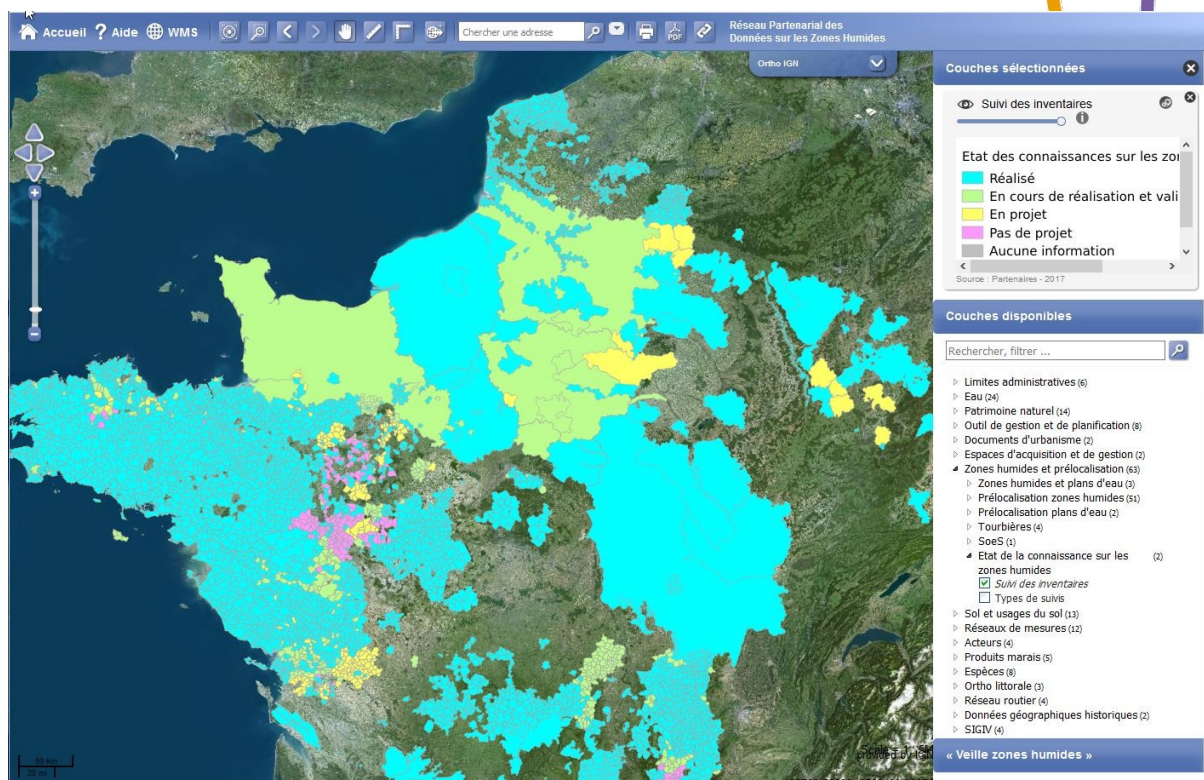 Accueil ? Aide WMS
Chercher une adresse
PDF
Réseau Partenarial des
Données sur les Zones Humides
Ortho IGN
Couches sélectionnées
Suivi des inventaires
Etat des connaissances sur les zo
Réalisé
En cours de réalisation et vali
En projet
Pas de projet
Aucune information
Source : Partenaires - 2017
Couches disponibles
Rechercher, filtrer ...
Limites administratives (6)
Eau (24)
Patrimoine naturel (14)
Outil de gestion et de planification (8)
Documents d'urbanisme (2)
Espaces d'acquisition et de gestion (2)
Zones humides et prélocalisation (63)
Zones humides et plans d'eau (3)
Prélocalisation zones humides (51)
Prélocalisation plans d'eau (2)
Tourbières (4)
SoeS (1)
Etat de la connaissance sur les (2)
zones humides
Suivi des inventaires
Types de suivis
Sol et usages du sol (13)
Réseaux de mesures (12)
Acteurs (4)
Produits marais (5)
Espèces (8)
Ortho littorale (3)
Réseau routier (4)
Données géographiques historiques (2)
SIGIV (4)
« Veille zones humides »
50 km
20 mi
provided by IGN